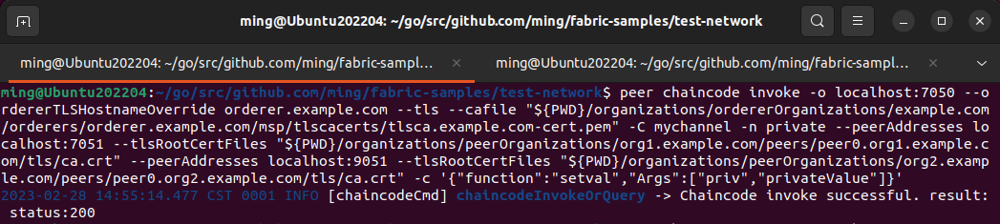 ming@Ubuntu202204: ~/go/src/github.com/ming/fabric-samples/test-network
ming@Ubuntu202204: ~/go/src/github.com/ming/fabric-sampl…
ming@Ubuntu202204: ~/go/src/github.com/ming/fabric-sampl…
ming@Ubuntu202204:~/go/src/github.com/ming/fabric-samples/test-network$ peer chaincode invoke -o localhost:7050 --o
rdererTLSHostnameOverride orderer.example.com --tls --cafile "${PWD}/organizations/ordererOrganizations/example.com
/orderers/orderer.example.com/msp/tlscacerts/tlsca.example.com-cert.pem" -C mychannel -n private --peerAddresses lo
calhost:7051 --tlsRootCertFiles "${PWD}/organizations/peerOrganizations/org1.example.com/peers/peer0.org1.example.c
om/tls/ca.crt" --peerAddresses localhost:9051 --tlsRootCertFiles "${PWD}/organizations/peerOrganizations/org2.examp
le.com/peers/peer0.org2.example.com/tls/ca.crt" -c '{"function":"setval","Args":["priv","privateValue"]}'
2023-02-28 14:55:14.477 CST 0001 INFO [chaincodeCmd] chaincodeInvokeOrQuery -> Chaincode invoke successful. result:
 status:200